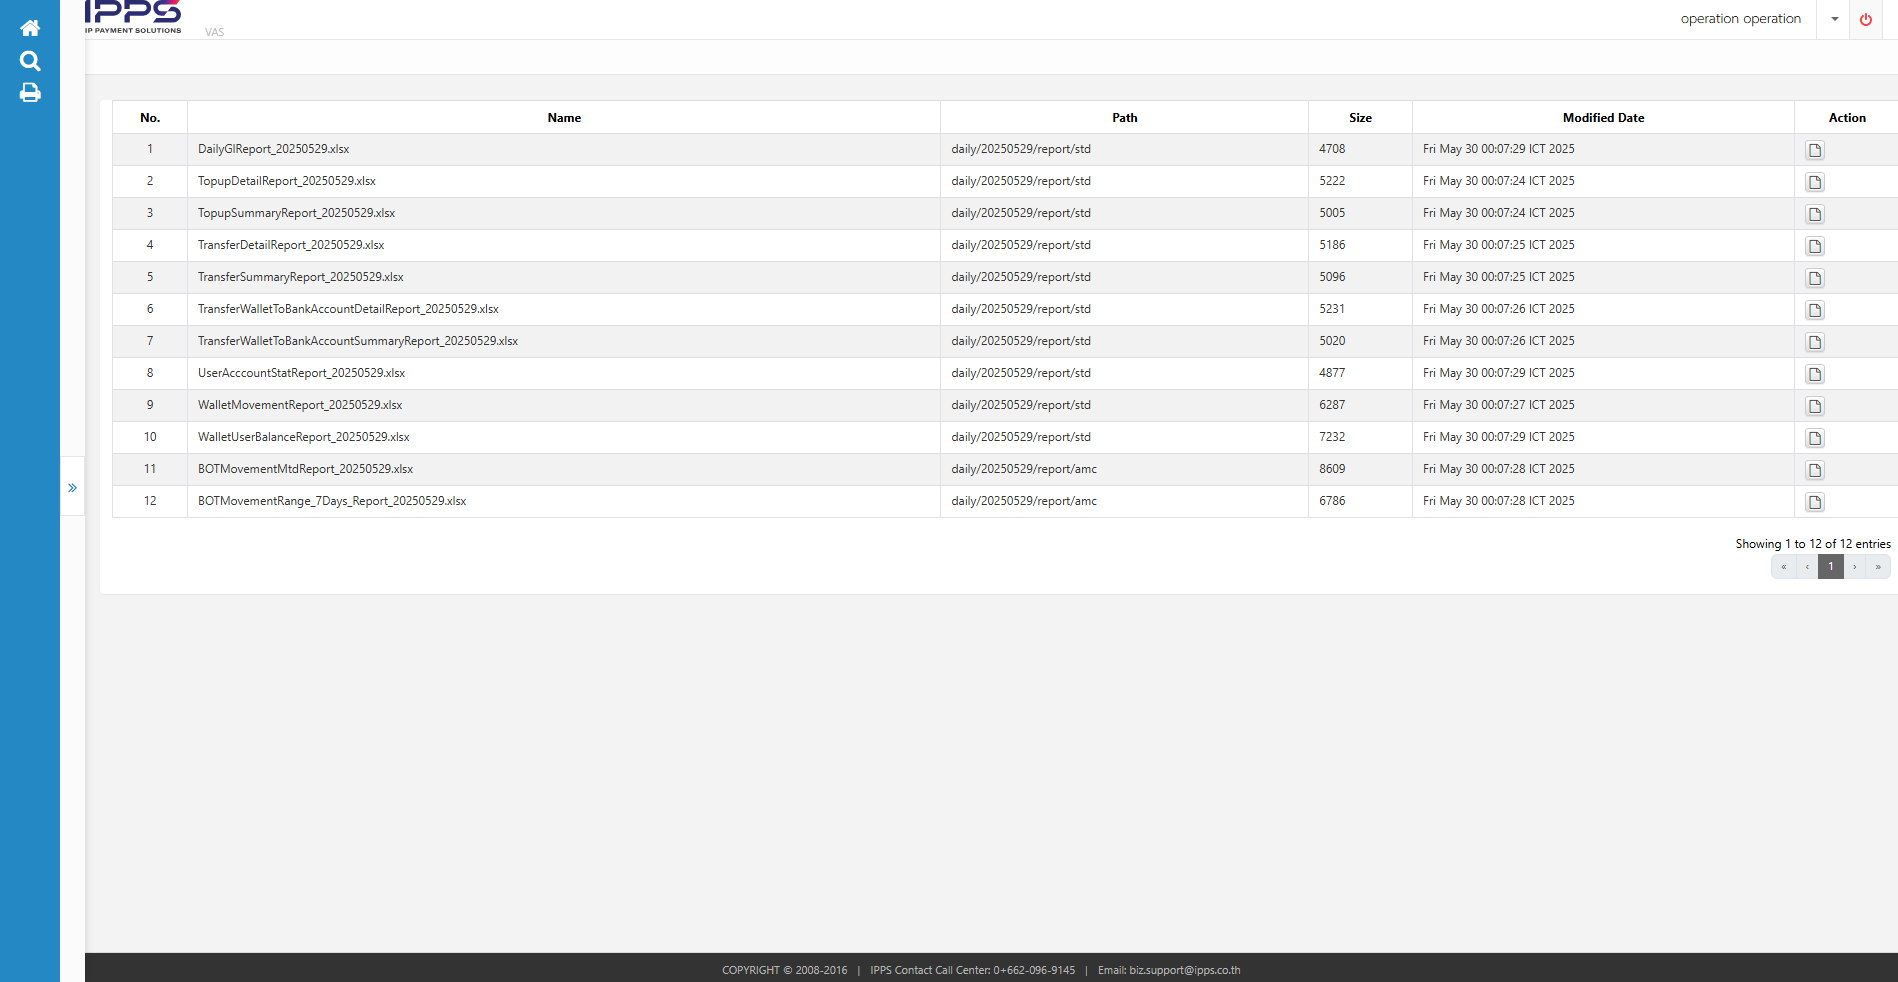 IPPS
IP PAYMENT SOLUTIONS
VAS
operation operation
No. Name Path Size Modified Date Action
1 DailyGlReport_20250529.xlsx daily/20250529/report/std 4708 Fri May 30 00:07:29 ICT 2025
2 TopupDetailReport_20250529.xlsx daily/20250529/report/std 5222 Fri May 30 00:07:24 ICT 2025
3 TopupSummaryReport_20250529.xlsx daily/20250529/report/std 5005 Fri May 30 00:07:24 ICT 2025
4 TransferDetailReport_20250529.xlsx daily/20250529/report/std 5186 Fri May 30 00:07:25 ICT 2025
5 TransferSummaryReport_20250529.xlsx daily/20250529/report/std 5096 Fri May 30 00:07:25 ICT 2025
6 TransferWalletToBankAccountDetailReport_20250529.xlsx daily/20250529/report/std 5231 Fri May 30 00:07:26 ICT 2025
7 TransferWalletToBankAccountSummaryReport_20250529.xlsx daily/20250529/report/std 5020 Fri May 30 00:07:26 ICT 2025
8 UserAcccountStatReport_20250529.xlsx daily/20250529/report/std 4877 Fri May 30 00:07:29 ICT 2025
9 WalletMovementReport_20250529.xlsx daily/20250529/report/std 6287 Fri May 30 00:07:27 ICT 2025
10 WalletUserBalanceReport_20250529.xlsx daily/20250529/report/std 7232 Fri May 30 00:07:29 ICT 2025
11 BOTMovementMtdReport_20250529.xlsx daily/20250529/report/amc 8609 Fri May 30 00:07:28 ICT 2025
12 BOTMovementRange_7Days_Report_20250529.xlsx daily/20250529/report/amc 6786 Fri May 30 00:07:28 ICT 2025
Showing 1 to 12 of 12 entries
« ‹ 1 › »
COPYRIGHT © 2008-2016 | IPPS Contact Call Center: 0+662-096-9145 | Email: biz.support@ipps.co.th